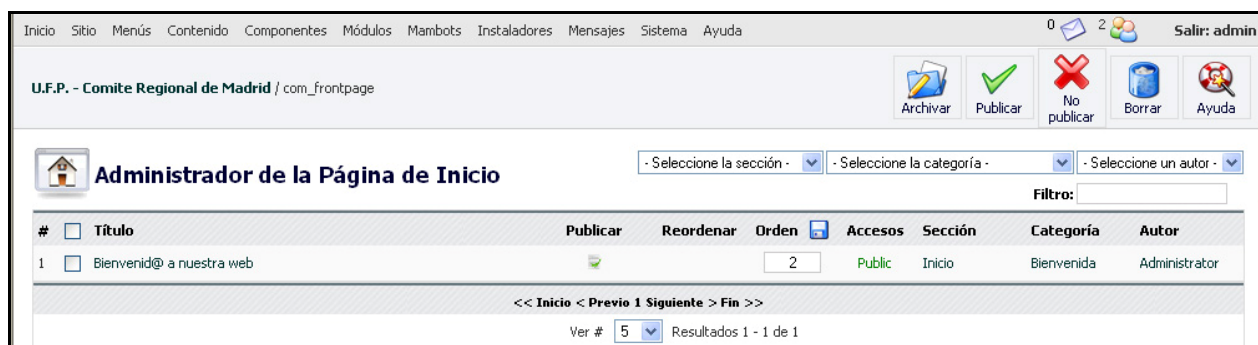 Inicio Sitio Menús Contenido Componentes Módulos Mambots Instaladores Mensajes Sistema Ayuda 0 2 Salir: admin
U.F.P. - Comite Regional de Madrid / com_frontpage
Archivar Publicar No publicar Borrar Ayuda
Administrador de la Página de Inicio
- Seleccione la sección - - Seleccione la categoría - - Seleccione un autor -
Filtro:
# Título Publicar Reordenar Orden Accesos Sección Categoría Autor
1 Bienvenid@ a nuestra web 2 Public Inicio Bienvenida Administrator
<< Inicio < Previo 1 Siguiente > Fin >>
Ver # 5 Resultados 1 - 1 de 1